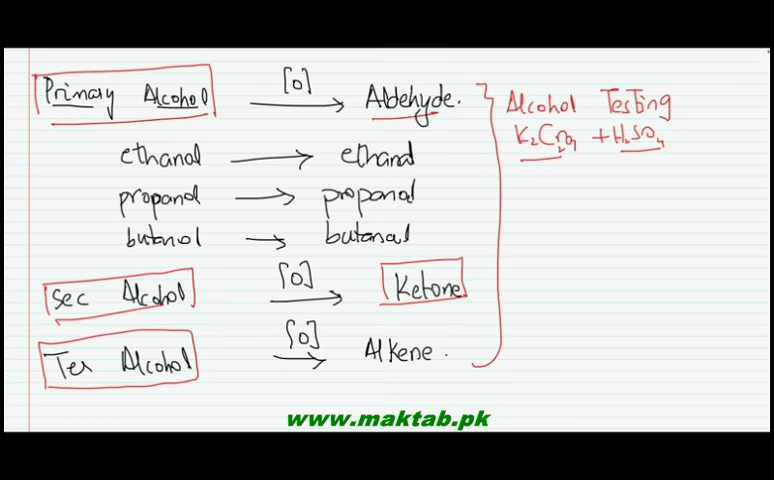 Primary Alcohol [O] → Aldehyde.
ethanol → ethanal
propanol → propanal
butanol → butanal
Sec Alcohol [O] → Ketone
Ter Alcohol [O] → Alkene.
Alcohol Testing
K₂Cr₂O₇ + H₂SO₄
www.maktab.pk